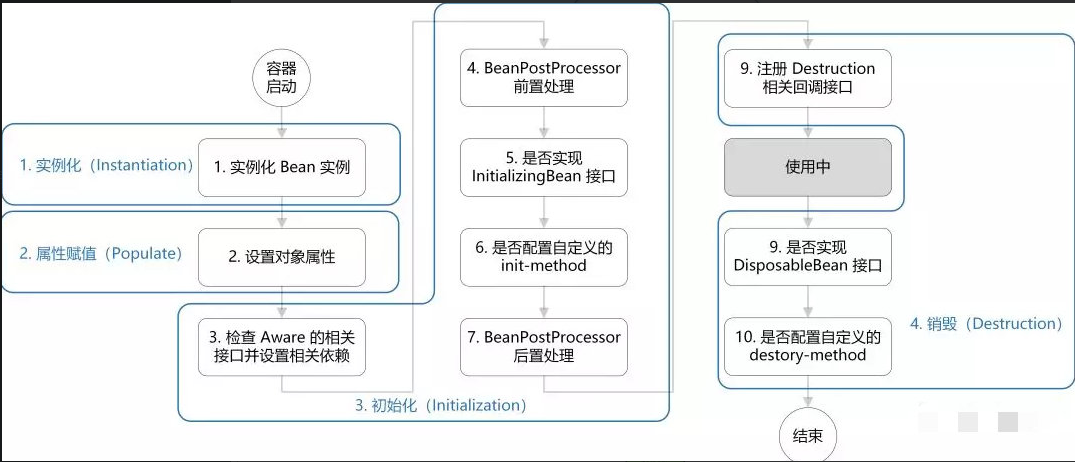 容器
启动
1. 实例化（Instantiation）
1. 实例化 Bean 实例
2. 属性赋值（Populate）
2. 设置对象属性
3. 检查 Aware 的相关
接口并设置相关依赖
3. 初始化（Initialization）
4. BeanPostProcessor
前置处理
5. 是否实现
InitializingBean 接口
6. 是否配置自定义的
init-method
7. BeanPostProcessor
后置处理
9. 注册 Destruction
相关回调接口
使用中
9. 是否实现
DisposableBean 接口
10. 是否配置自定义的
destory-method
4. 销毁（Destruction）
结束